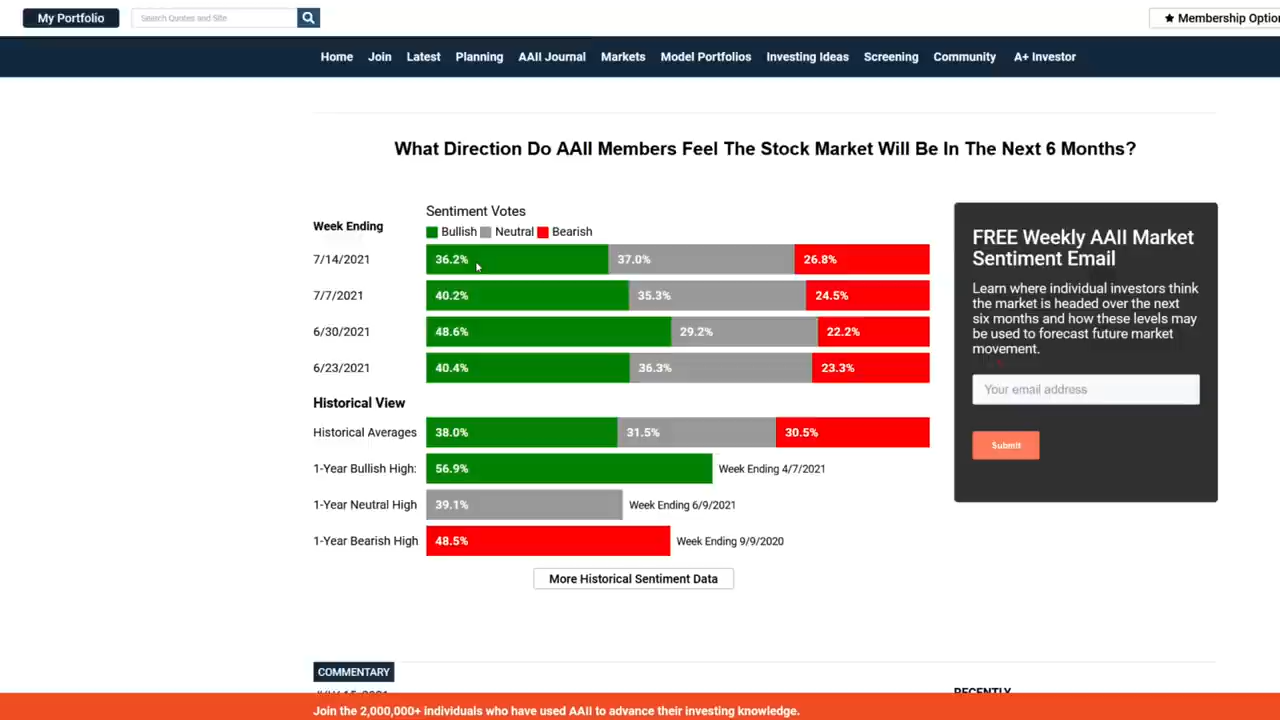 My Portfolio
Search Quotes and Site
★ Membership Optior
Home Join Latest Planning AAII Journal Markets Model Portfolios Investing Ideas Screening Community A+ Investor
What Direction Do AAII Members Feel The Stock Market Will Be In The Next 6 Months?
Sentiment Votes
Week Ending
Bullish Neutral Bearish
7/14/2021 36.2% 37.0% 26.8%
7/7/2021 40.2% 35.3% 24.5%
6/30/2021 48.6% 29.2% 22.2%
6/23/2021 40.4% 36.3% 23.3%
Historical View
Historical Averages 38.0% 31.5% 30.5%
1-Year Bullish High: 56.9% Week Ending 4/7/2021
1-Year Neutral High 39.1% Week Ending 6/9/2021
1-Year Bearish High 48.5% Week Ending 9/9/2020
More Historical Sentiment Data
FREE Weekly AAII Market
Sentiment Email
Learn where individual investors think
the market is headed over the next
six months and how these levels may
be used to forecast future market
movement.
Your email address
Submit
COMMENTARY
RECENTLY
Join the 2,000,000+ individuals who have used AAII to advance their investing knowledge.